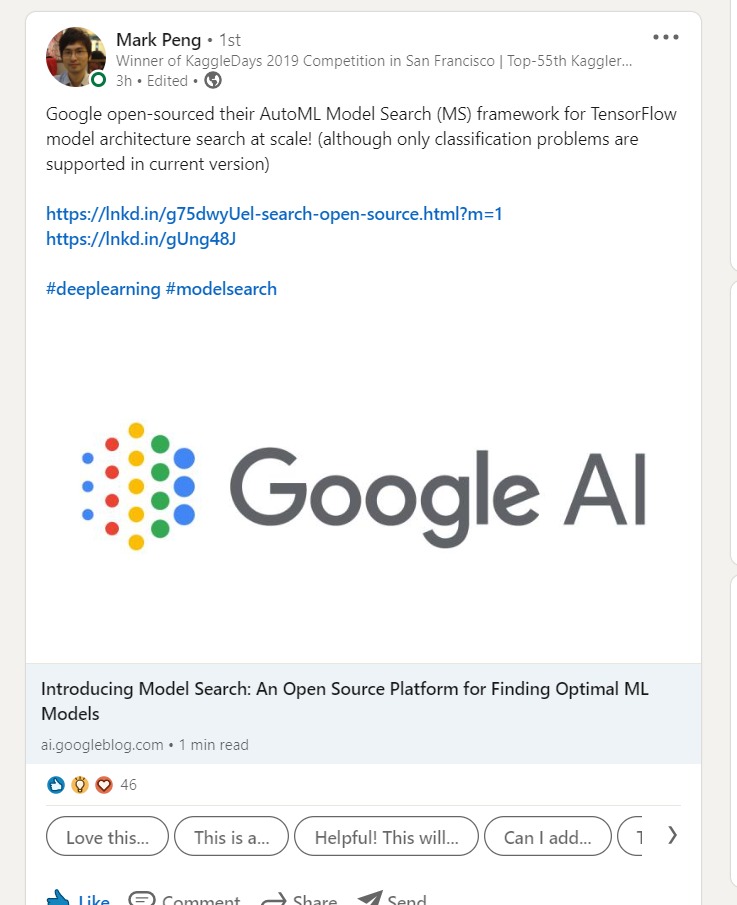 Mark Peng • 1st
Winner of KaggleDays 2019 Competition in San Francisco | Top-55th Kaggler...
3h • Edited •
Google open-sourced their AutoML Model Search (MS) framework for TensorFlow
model architecture search at scale! (although only classification problems are
supported in current version)
https://lnkd.in/g75dwyUel-search-open-source.html?m=1
https://lnkd.in/gUng48J
#deeplearning #modelsearch
Google AI
Introducing Model Search: An Open Source Platform for Finding Optimal ML
Models
ai.googleblog.com • 1 min read
46
Love this... This is a... Helpful! This will... Can I add...
Like Comment Share Send